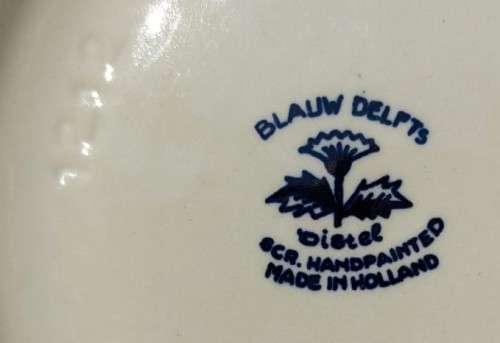 BLAUW DELFTS
Distel
SCR. HANDPAINTED
MADE IN HOLLAND